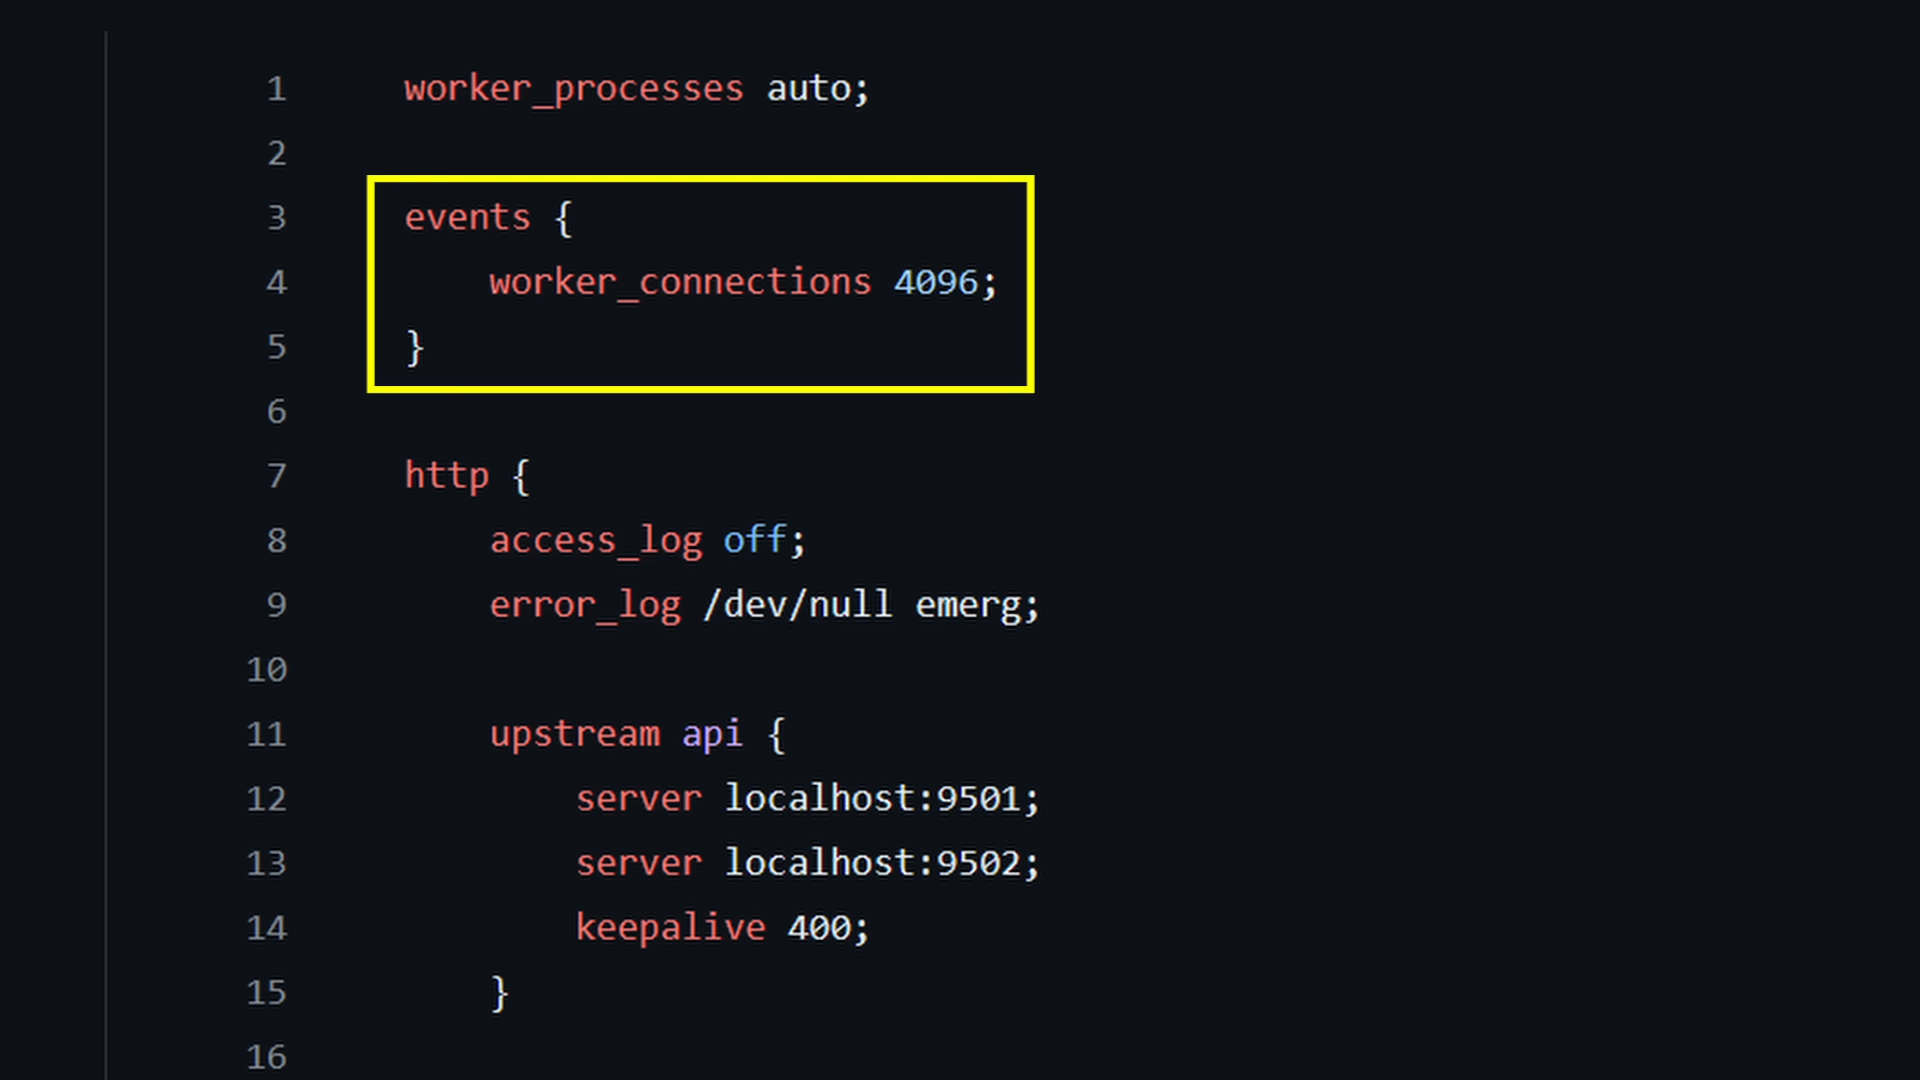 1 worker_processes auto;
2
3 events {
4 worker_connections 4096;
5 }
6
7 http {
8 access_log off;
9 error_log /dev/null emerg;
10
11 upstream api {
12 server localhost:9501;
13 server localhost:9502;
14 keepalive 400;
15 }
16